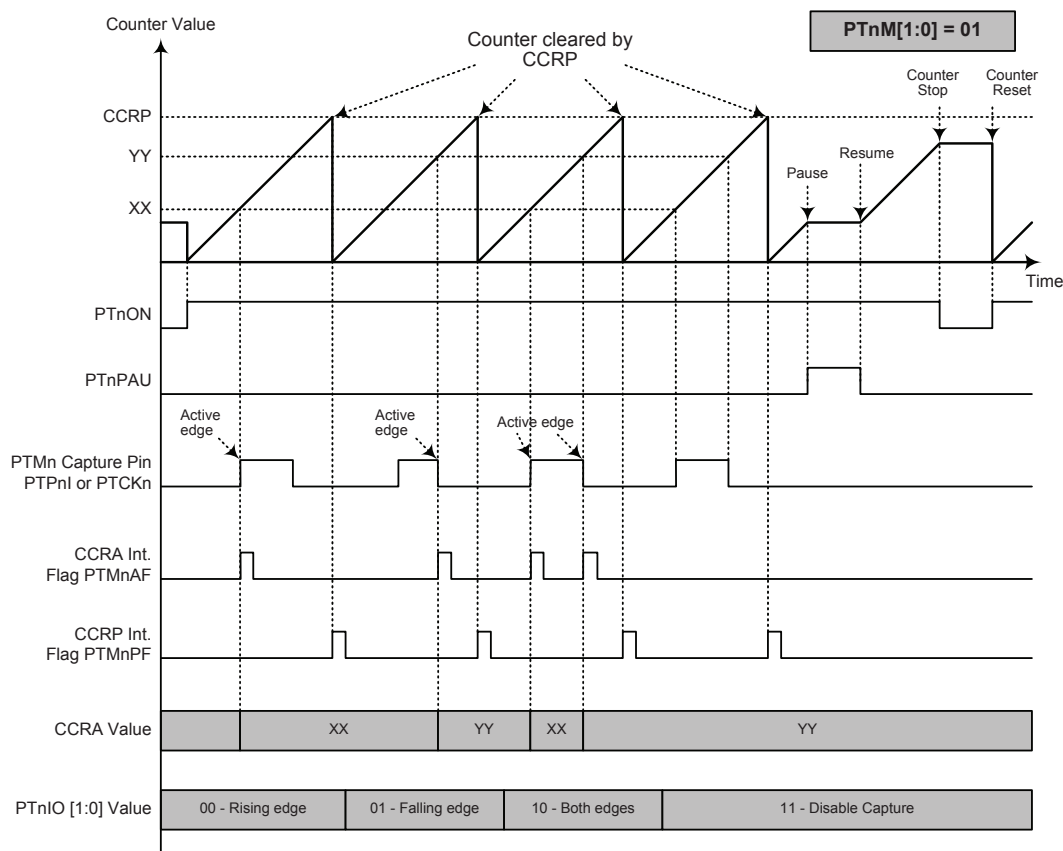 Counter Value
PTnM[1:0] = 01
Counter cleared by
CCRP
Counter
Stop
Counter
Reset
CCRP
YY
XX
Pause
Resume
Time
PTnON
PTnPAU
Active
edge
Active
edge
Active edge
PTMn Capture Pin
PTPnI or PTCKn
CCRA Int.
Flag PTMnAF
CCRP Int.
Flag PTMnPF
CCRA Value
XX
YY
XX
YY
PTnIO [1:0] Value
00 - Rising edge
01 - Falling edge
10 - Both edges
11 - Disable Capture